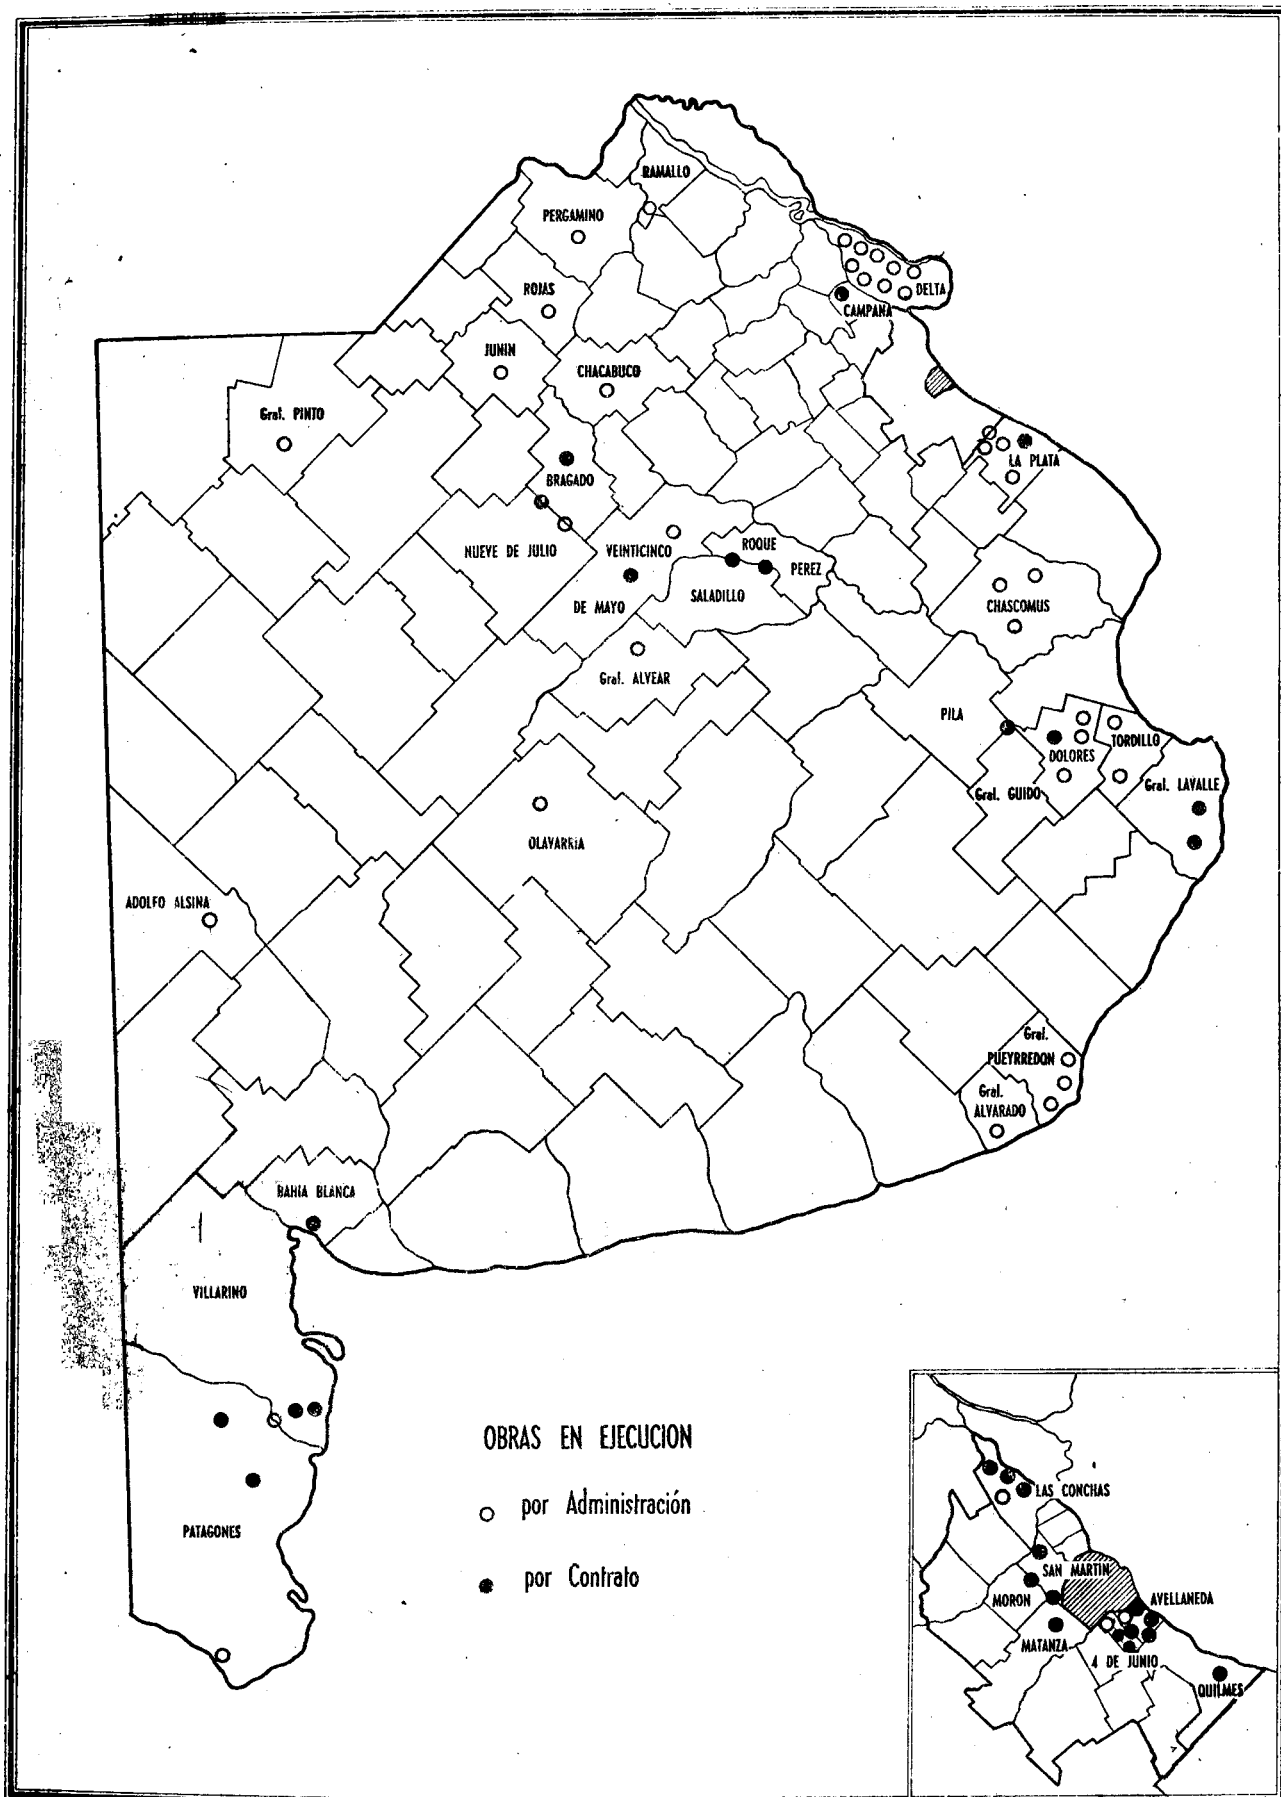 RAMALLO
PERGAMINO
ROJAS
DELTA
CAMPANA
JUNIN
CHACABUCO
Gral. PINTO
BRAGADO
LA PLATA
NUEVE DE JULIO
VEINTICINCO
DE MAYO
ROQUE
PEREZ
SALADILLO
CHASCOMUS
Gral. ALVEAR
PILA
DOLORES
TORDILLO
Gral. GUIDO
Gral. LAVALLE
OLAVARRIA
ADOLFO ALSINA
Gral.
PUEYRREDON
Gral.
ALVARADO
BAHIA BLANCA
VILLARINO
PATAGONES
OBRAS EN EJECUCION
por Administración
por Contrato
LAS CONCHAS
SAN MARTIN
MORON
AVELLANEDA
MATANZA
4 DE JUNIO
QUILMES